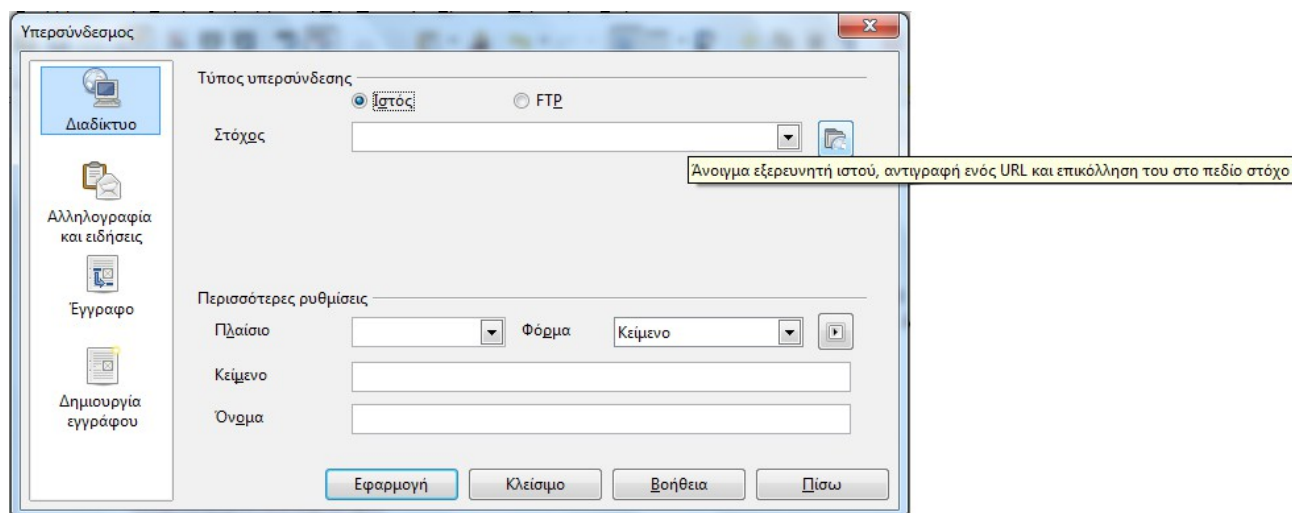 Υπερσύνδεσμος
Διαδίκτυο
Αλληλογραφία
και ειδήσεις
Έγγραφο
Δημιουργία
εγγράφου
Τύπος υπερσύνδεσης
Ιστός
FTP
Στόχος
Άνοιγμα εξερευνητή ιστού, αντιγραφή ενός URL και επικόλληση του στο πεδίο στόχο
Περισσότερες ρυθμίσεις
Πλαίσιο
Φόρμα
Κείμενο
Κείμενο
Όνομα
Εφαρμογή
Κλείσιμο
Βοήθεια
Πίσω